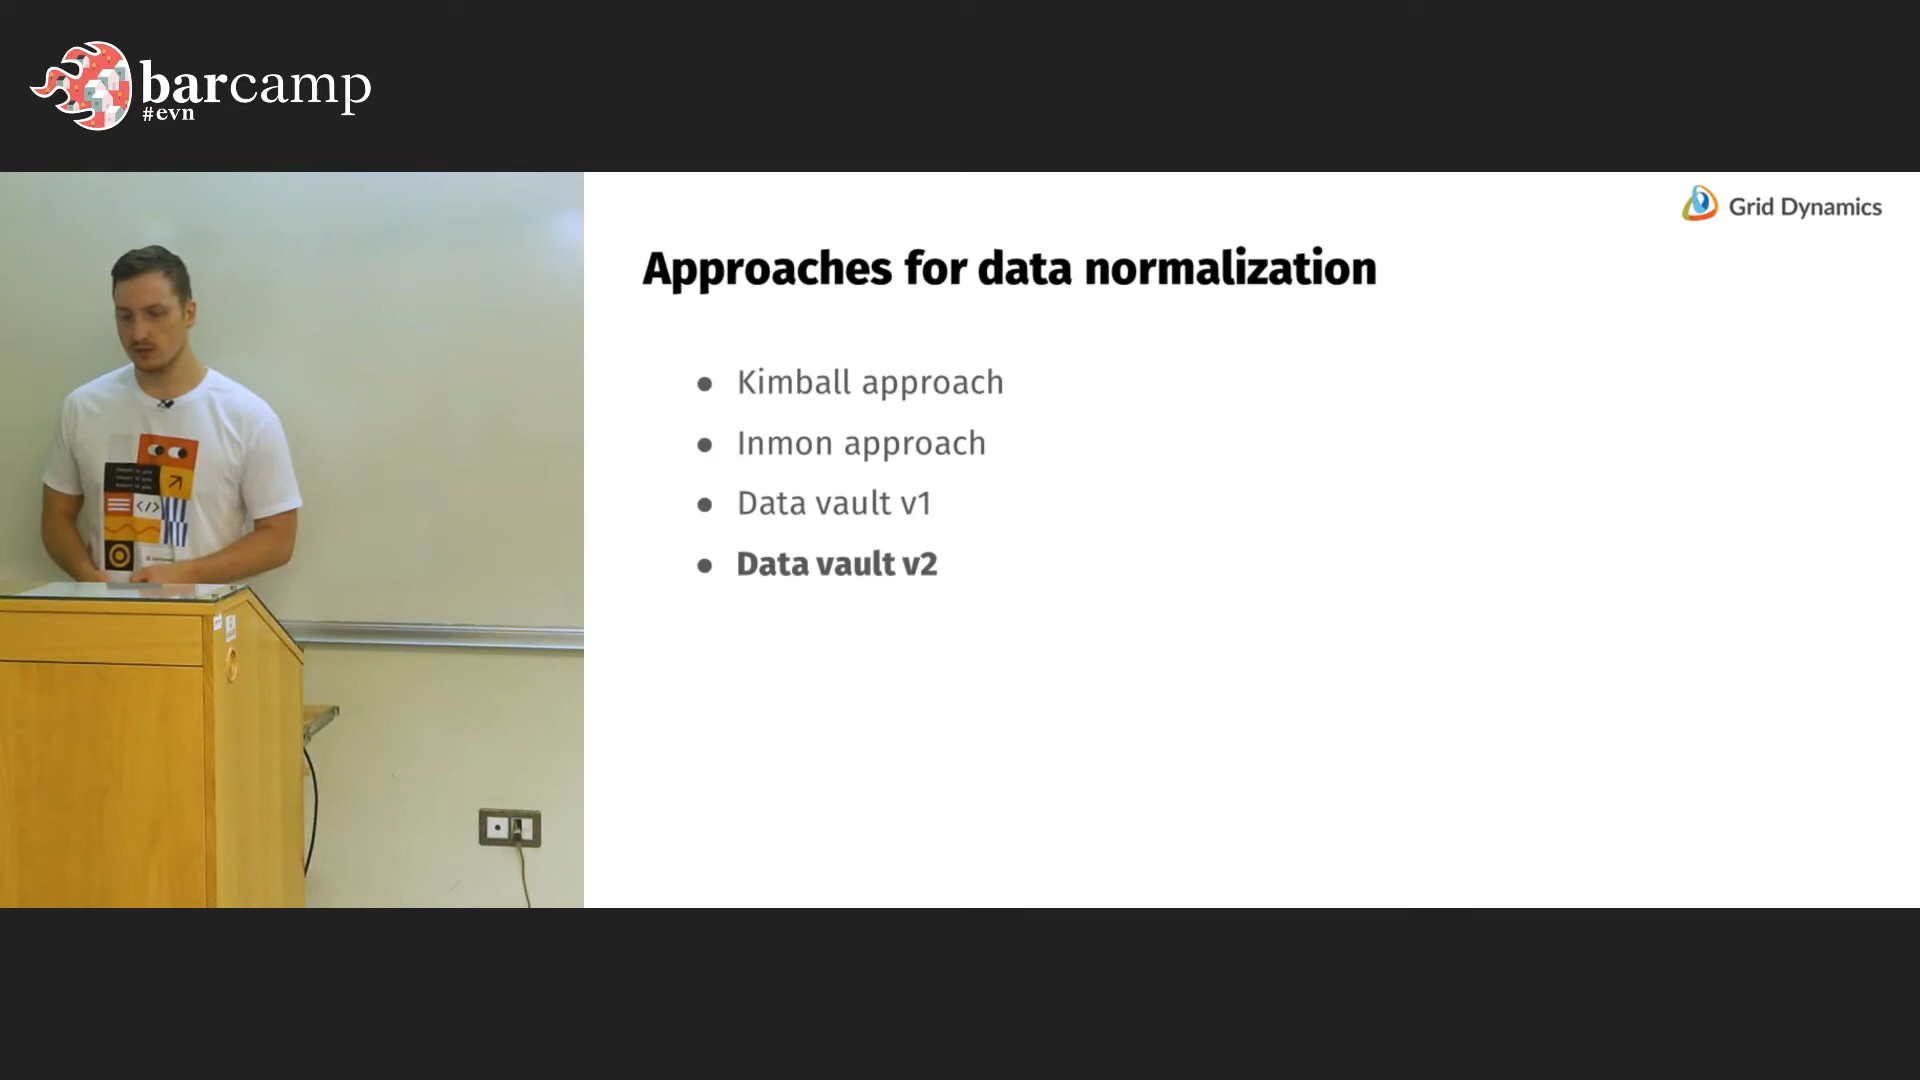 barcamp
#evn
Grid Dynamics
Approaches for data normalization
● Kimball approach
● Inmon approach
● Data vault v1
● Data vault v2